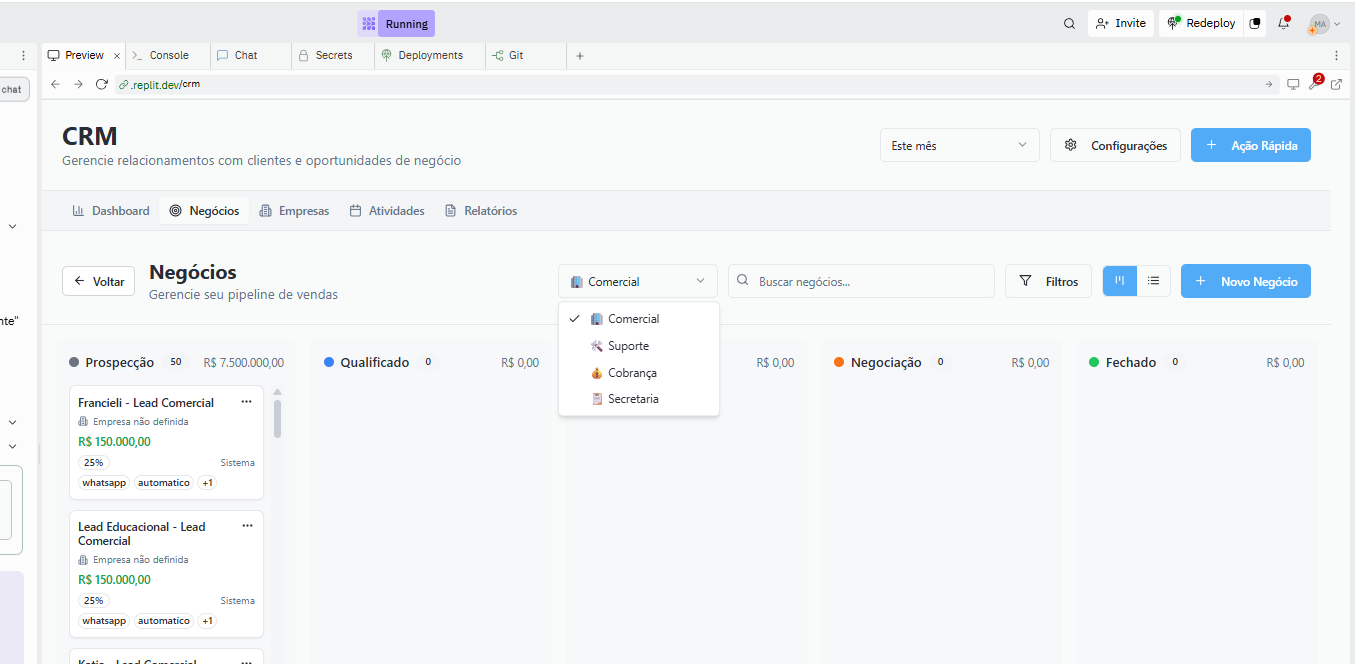 Running
Invite
Redeploy
MA
Preview
Console
Chat
Secrets
Deployments
Git
chat
.replit.dev/crm
2
CRM
Gerencie relacionamentos com clientes e oportunidades de negócio
Este mês
Configurações
Ação Rápida
Dashboard
Negócios
Empresas
Atividades
Relatórios
Voltar
Negócios
Gerencie seu pipeline de vendas
Comercial
Buscar negócios...
Filtros
Novo Negócio
nte"
Comercial
Suporte
Cobrança
Secretaria
Prospecção 50 R$ 7.500.000,00
Qualificado 0 R$ 0,00
R$ 0,00
Negociação 0 R$ 0,00
Fechado 0 R$ 0,00
Francieli - Lead Comercial
Empresa não definida
R$ 150.000,00
25% Sistema
whatsapp automatico +1
Lead Educacional - Lead
Comercial
Empresa não definida
R$ 150.000,00
25% Sistema
whatsapp automatico +1